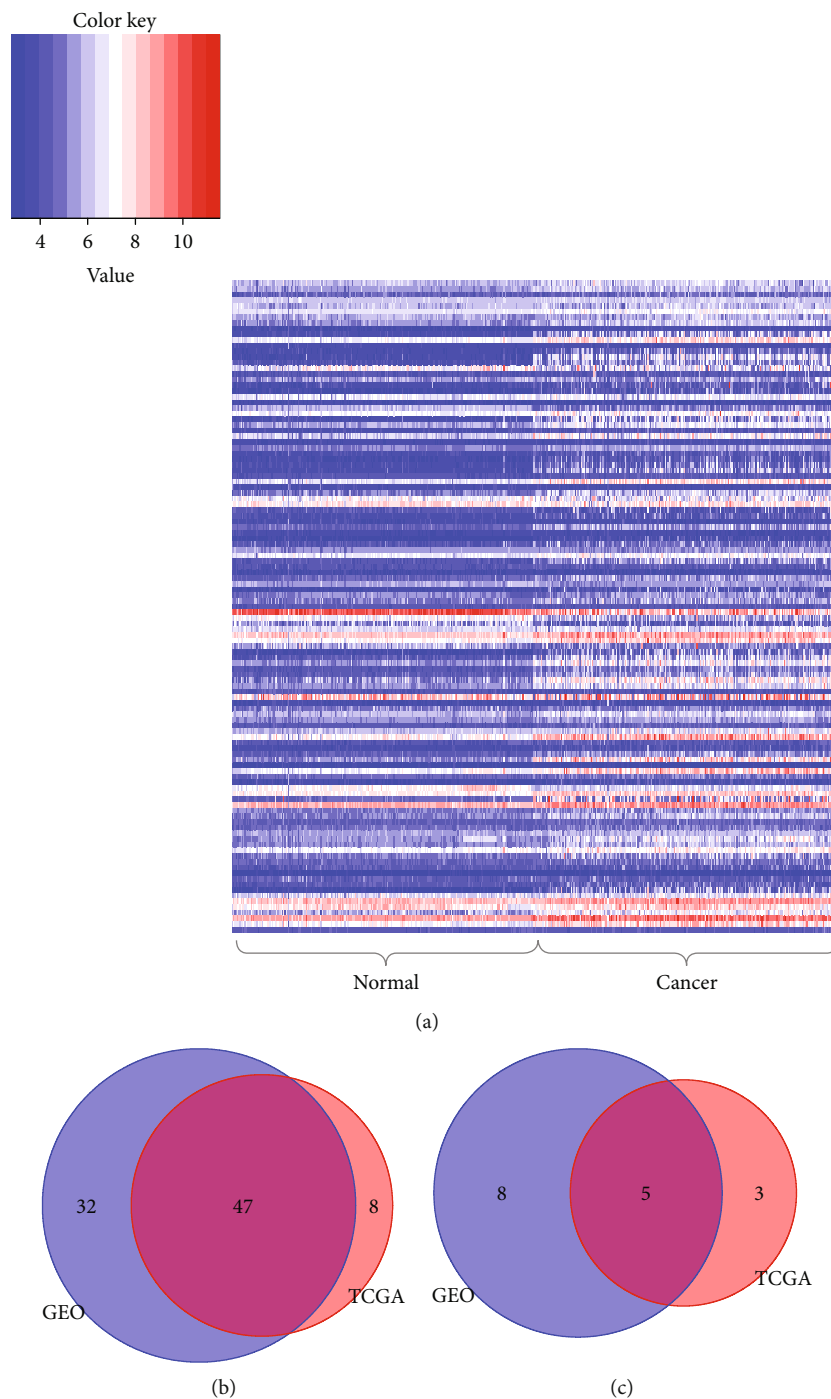 Color key
4 6 8 10
Value
Normal Cancer
(a)
32 47 8
GEO TCGA
(b)
8 5 3
GEO TCGA
(c)